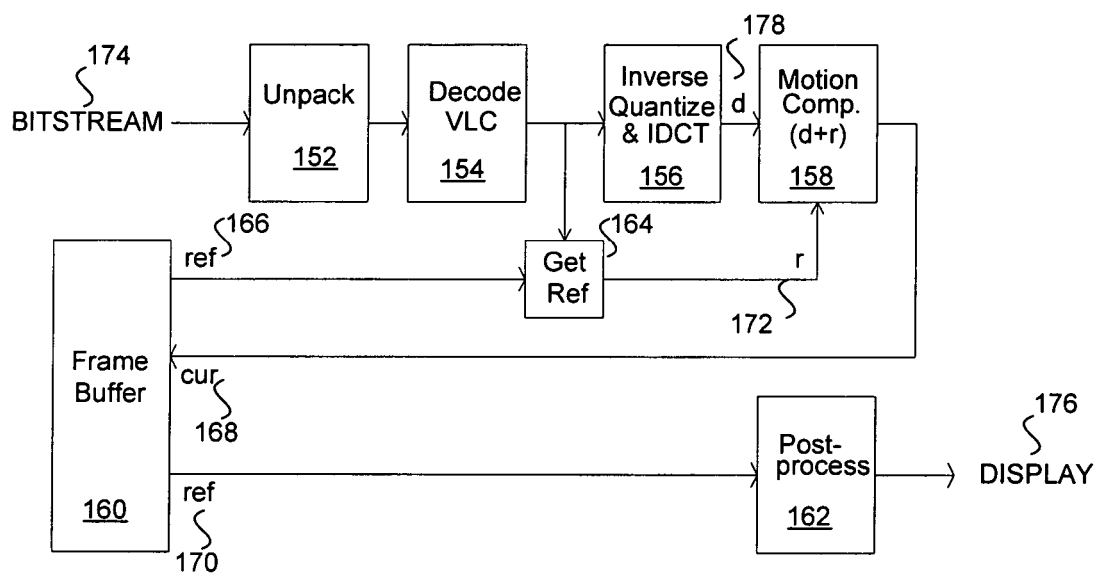 174
BITSTREAM
Unpack
152
Decode
VLC
154
Inverse
Quantize
& IDCT
156
178
d
Motion
Comp.
(d+r)
158
166
ref
164
Get
Ref
r
172
Frame
Buffer
160
cur
168
ref
170
Post-
process
162
176
DISPLAY